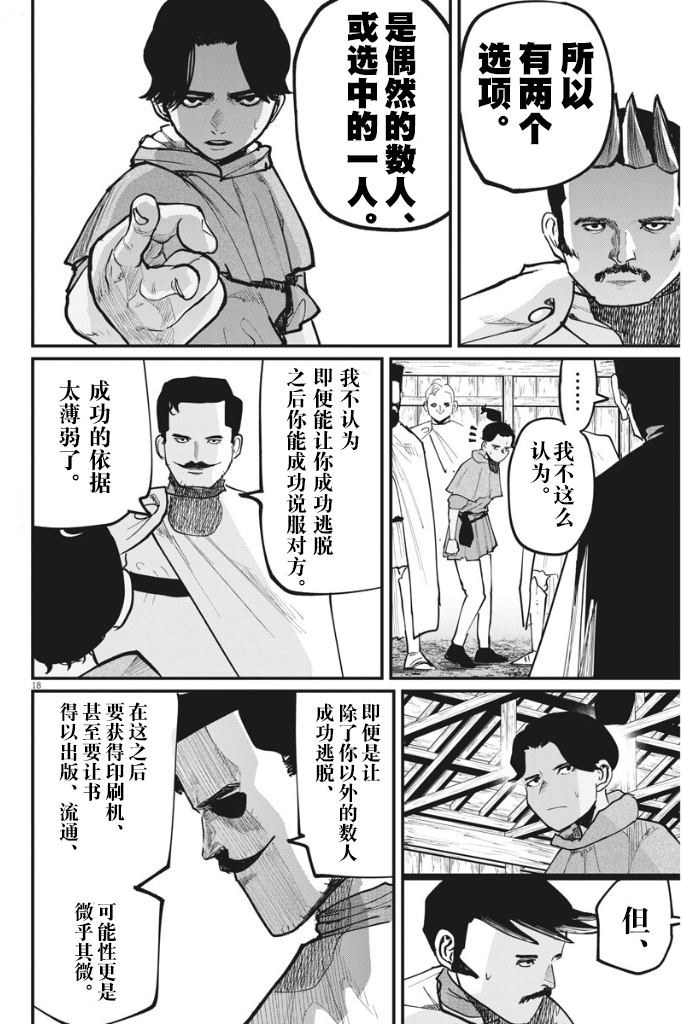 所以
有两个
选项。
是偶然的数人、
或选中的一人。
……
我不这么
认为。
我不认为
即便能让你成功逃脱
之后你能成功说服对方。
成功的依据
太薄弱了。
18
但、
即便是让
除了你以外的数人
成功逃脱、
在这之后
要获得印刷机、
甚至要让书
得以出版、流通、
可能性更是
微乎其微。